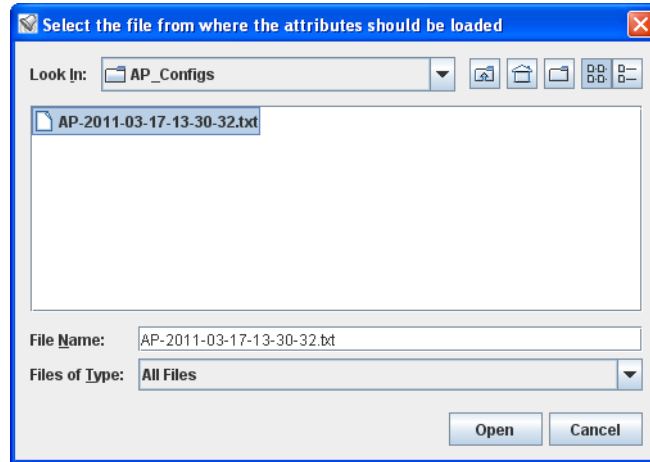 Select the file from where the attributes should be loaded
Look In: AP_Configs
AP-2011-03-17-13-30-32.txt
File Name: AP-2011-03-17-13-30-32.txt
Files of Type: All Files
Open Cancel